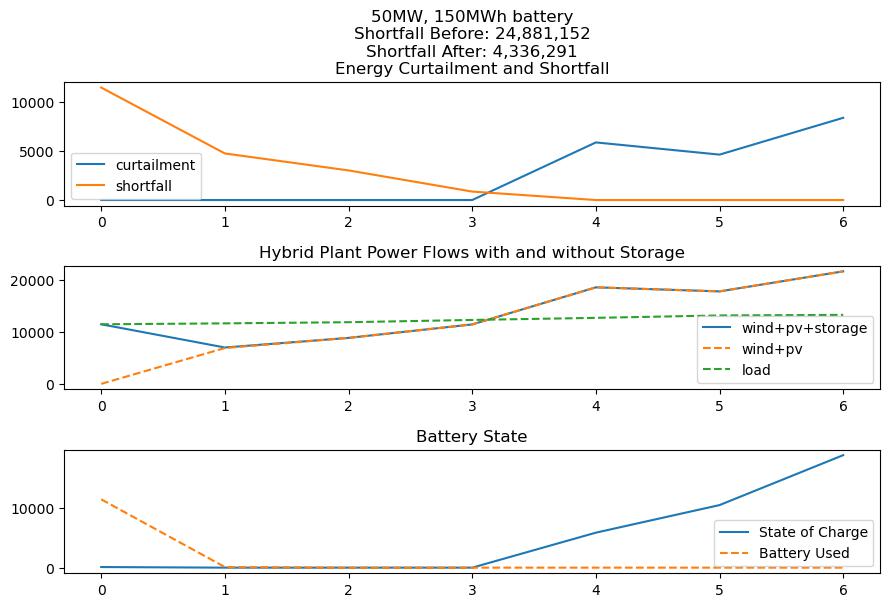 50MW, 150MWh battery
Shortfall Before: 24,881,152
Shortfall After: 4,336,291
Energy Curtailment and Shortfall
10000
5000
0
curtailment
shortfall
0 1 2 3 4 5 6
Hybrid Plant Power Flows with and without Storage
20000
10000
0
wind+pv+storage
wind+pv
load
0 1 2 3 4 5 6
Battery State
10000
0
State of Charge
Battery Used
0 1 2 3 4 5 6